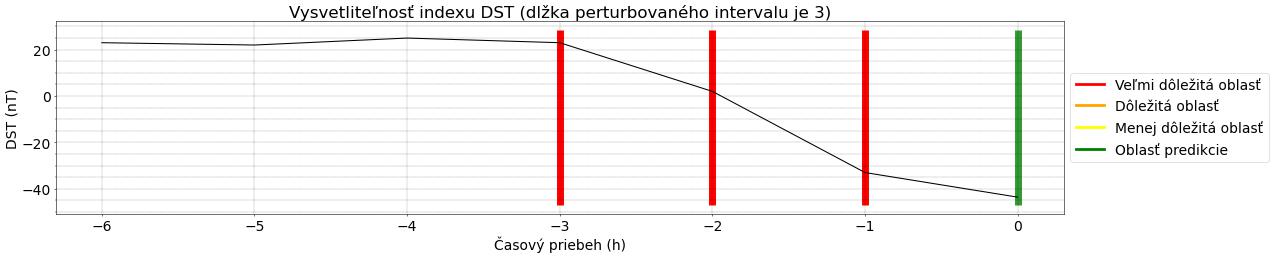 Vysvetliteľnosť indexu DST (dĺžka perturbovaného intervalu je 3)
DST (nT)
20
0
−20
−40
−6 −5 −4 −3 −2 −1 0
Časový priebeh (h)
Veľmi dôležitá oblasť
Dôležitá oblasť
Menej dôležitá oblasť
Oblasť predikcie